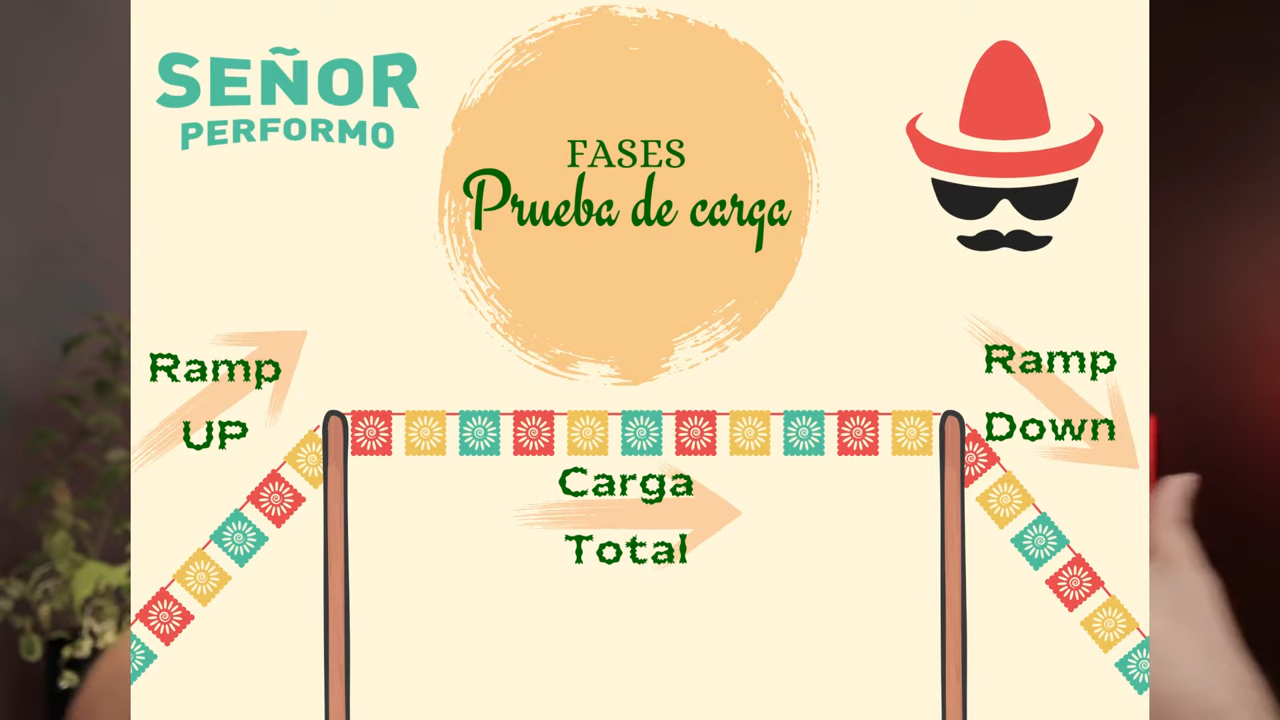 SEÑOR
PERFORMO
FASES
Prueba de carga
Ramp
UP
Carga
Total
Ramp
Down